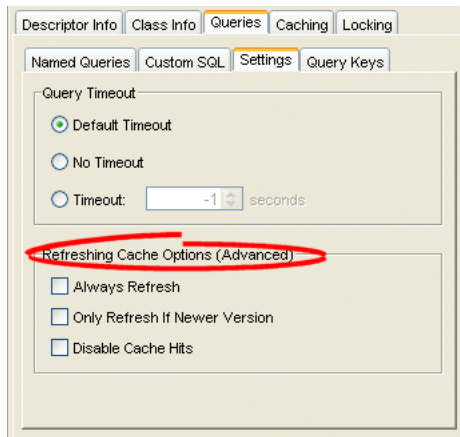 Descriptor Info Class Info Queries Caching Locking
Named Queries Custom SQL Settings Query Keys
Query Timeout
Default Timeout
No Timeout
Timeout: -1 seconds
Refreshing Cache Options (Advanced)
Always Refresh
Only Refresh If Newer Version
Disable Cache Hits